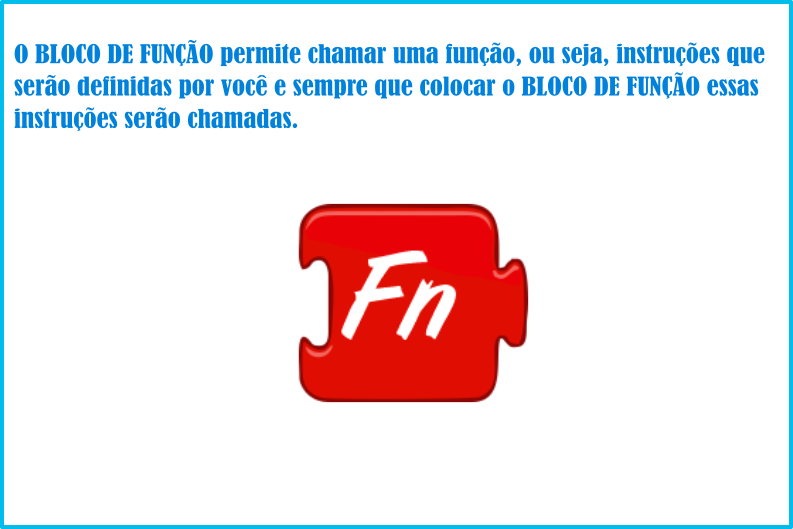 O BLOCO DE FUNÇÃO permite chamar uma função, ou seja, instruções que
serão definidas por você e sempre que colocar o BLOCO DE FUNÇÃO essas
instruções serão chamadas.
Fn